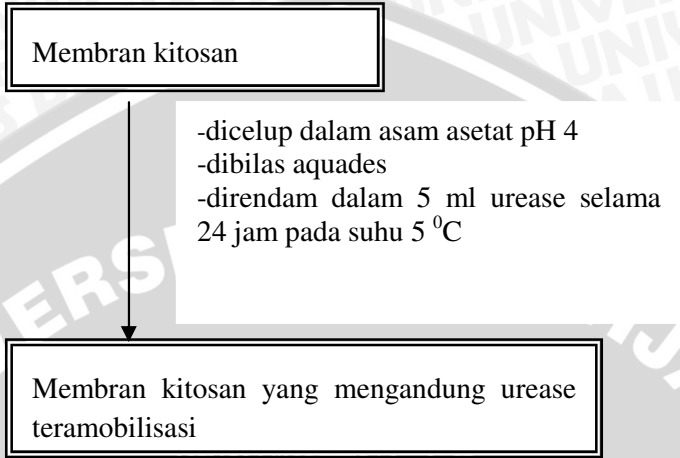 Membran kitosan
-dicelup dalam asam asetat pH 4
-dibilas aquades
-direndam dalam 5 ml urease selama
24 jam pada suhu 5 ⁰C
Membran kitosan yang mengandung urease
teramobilisasi